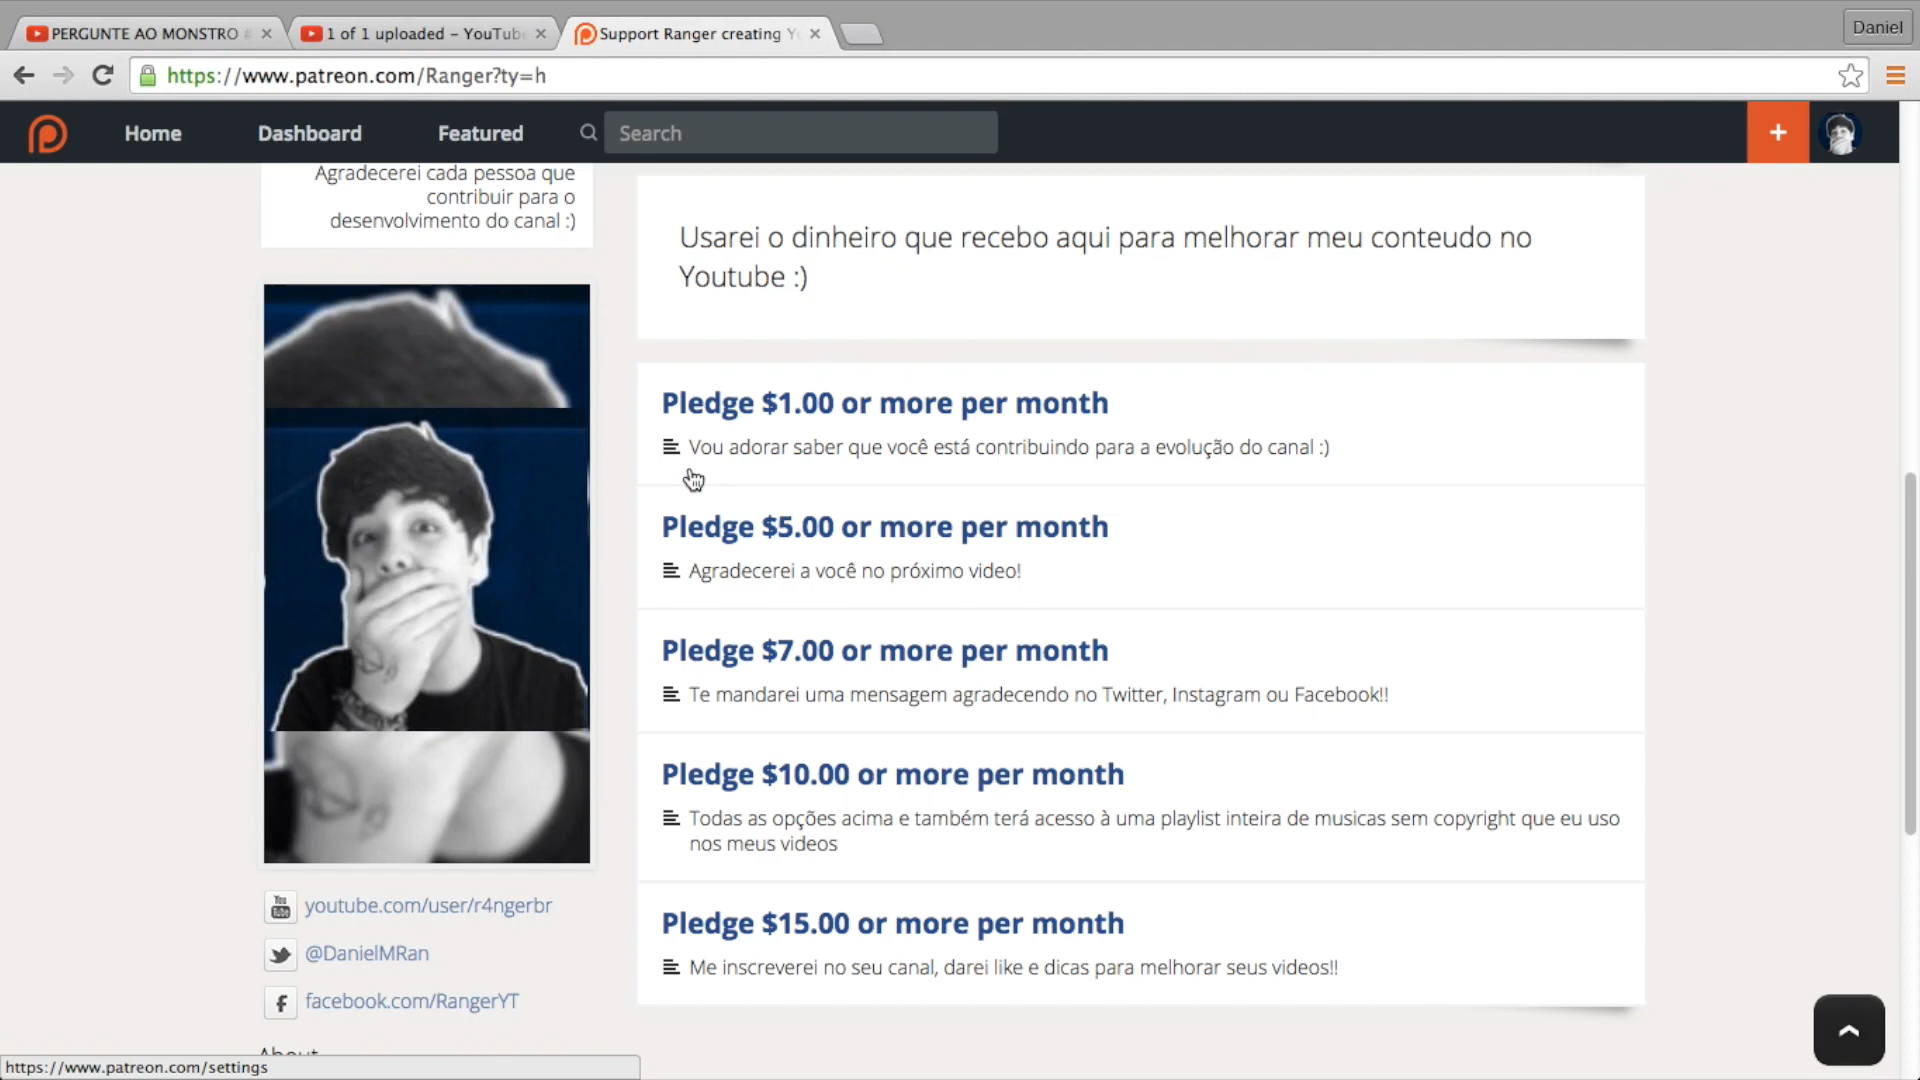 PERGUNTE AO MONSTRO
1 of 1 uploaded - YouTube
Support Ranger creating Y
Daniel
https://www.patreon.com/Ranger?ty=h
Home
Dashboard
Featured
Search
+
Agradecerei cada pessoa que
contribuir para o
desenvolvimento do canal :)
Usarei o dinheiro que recebo aqui para melhorar meu conteudo no
Youtube :)
Pledge $1.00 or more per month
Vou adorar saber que você está contribuindo para a evolução do canal :)
Pledge $5.00 or more per month
Agradecerei a você no próximo video!
Pledge $7.00 or more per month
Te mandarei uma mensagem agradecendo no Twitter, Instagram ou Facebook!!
Pledge $10.00 or more per month
Todas as opções acima e também terá acesso à uma playlist inteira de musicas sem copyright que eu uso
nos meus videos
Pledge $15.00 or more per month
Me inscreverei no seu canal, darei like e dicas para melhorar seus videos!!
You Tube
youtube.com/user/r4ngerbr
@DanielMRan
facebook.com/RangerYT
About
https://www.patreon.com/settings